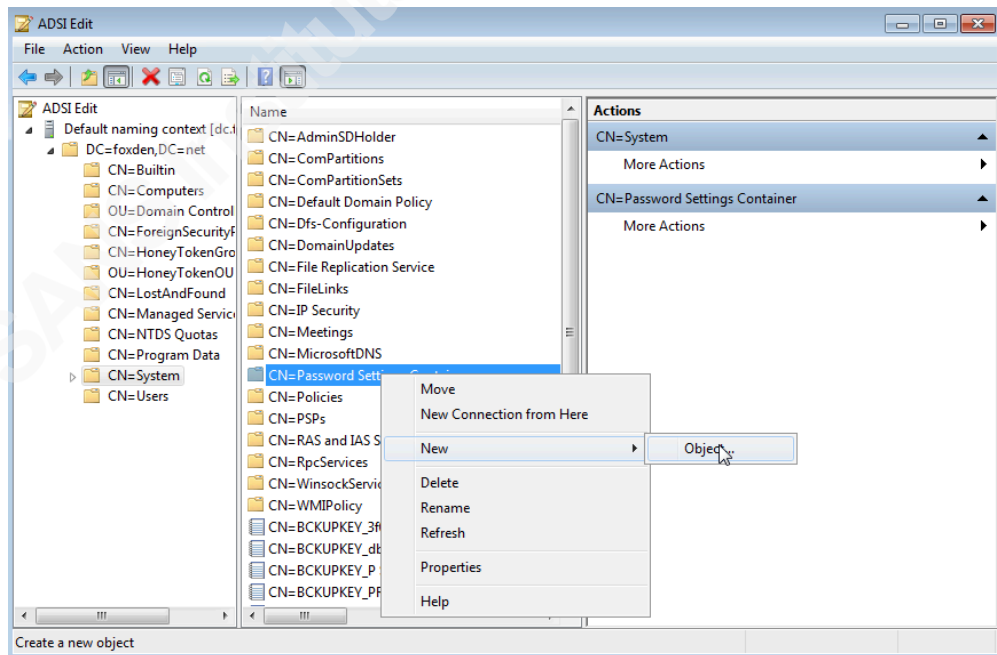 ADSI Edit
File Action View Help
ADSI Edit
Default naming context [dc.f
DC=foxden,DC=net
CN=Builtin
CN=Computers
OU=Domain Control
CN=ForeignSecurityP
CN=HoneyTokenGro
OU=HoneyTokenOU
CN=LostAndFound
CN=Managed Servic
CN=NTDS Quotas
CN=Program Data
CN=System
CN=Users
Name
CN=AdminSDHolder
CN=ComPartitions
CN=ComPartitionSets
CN=Default Domain Policy
CN=Dfs-Configuration
CN=DomainUpdates
CN=File Replication Service
CN=FileLinks
CN=IP Security
CN=Meetings
CN=MicrosoftDNS
CN=Password Settings Container
CN=Policies
CN=PSPs
CN=RAS and IAS S
CN=RpcServices
CN=WinsockServic
CN=WMIPolicy
CN=BCKUPKEY_3f
CN=BCKUPKEY_db
CN=BCKUPKEY_P
CN=BCKUPKEY_PR
Move
New Connection from Here
New
Object...
Delete
Rename
Refresh
Properties
Help
Actions
CN=System
More Actions
CN=Password Settings Container
More Actions
Create a new object